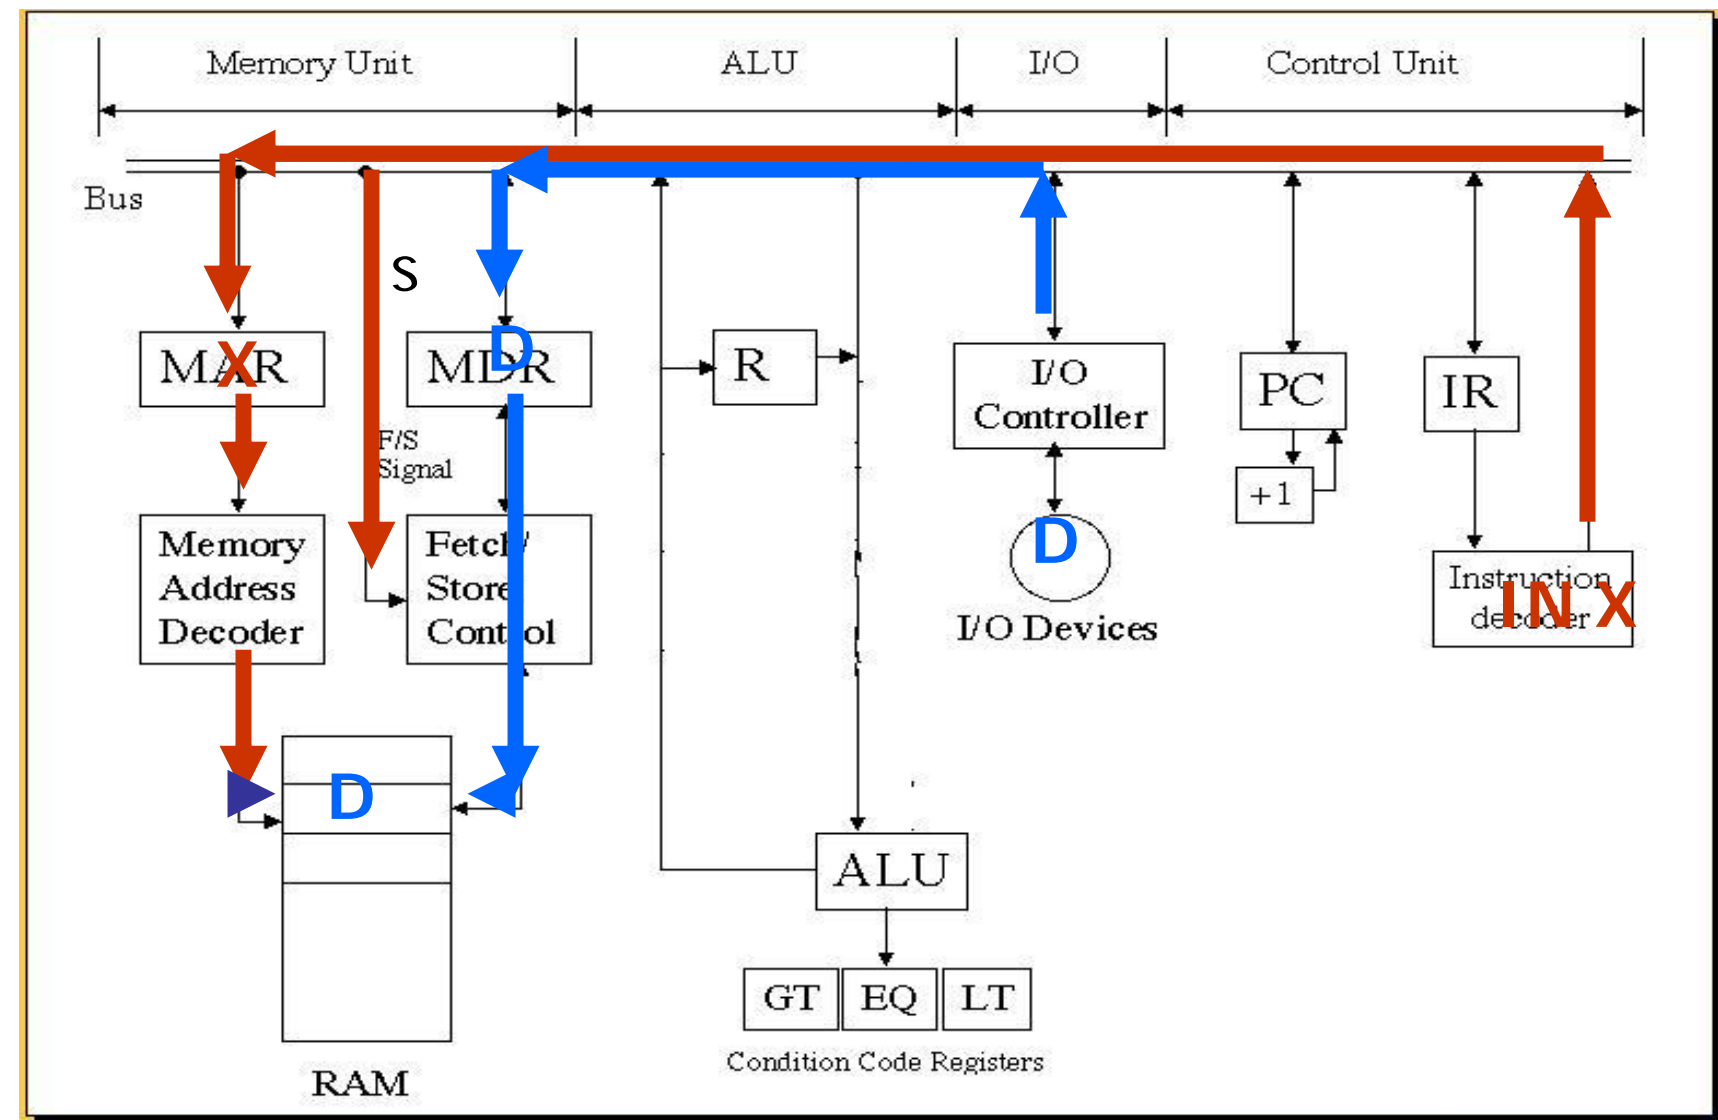 Memory Unit
ALU
I/O
Control Unit
Bus
S
MAR
X
MDR
D
R
I/O
Controller
PC
IR
F/S
Signal
+1
Memory
Address
Decoder
Fetch/
Store
Control
D
I/O Devices
Instruction
decoder
IN X
D
ALU
GT
EQ
LT
Condition Code Registers
RAM